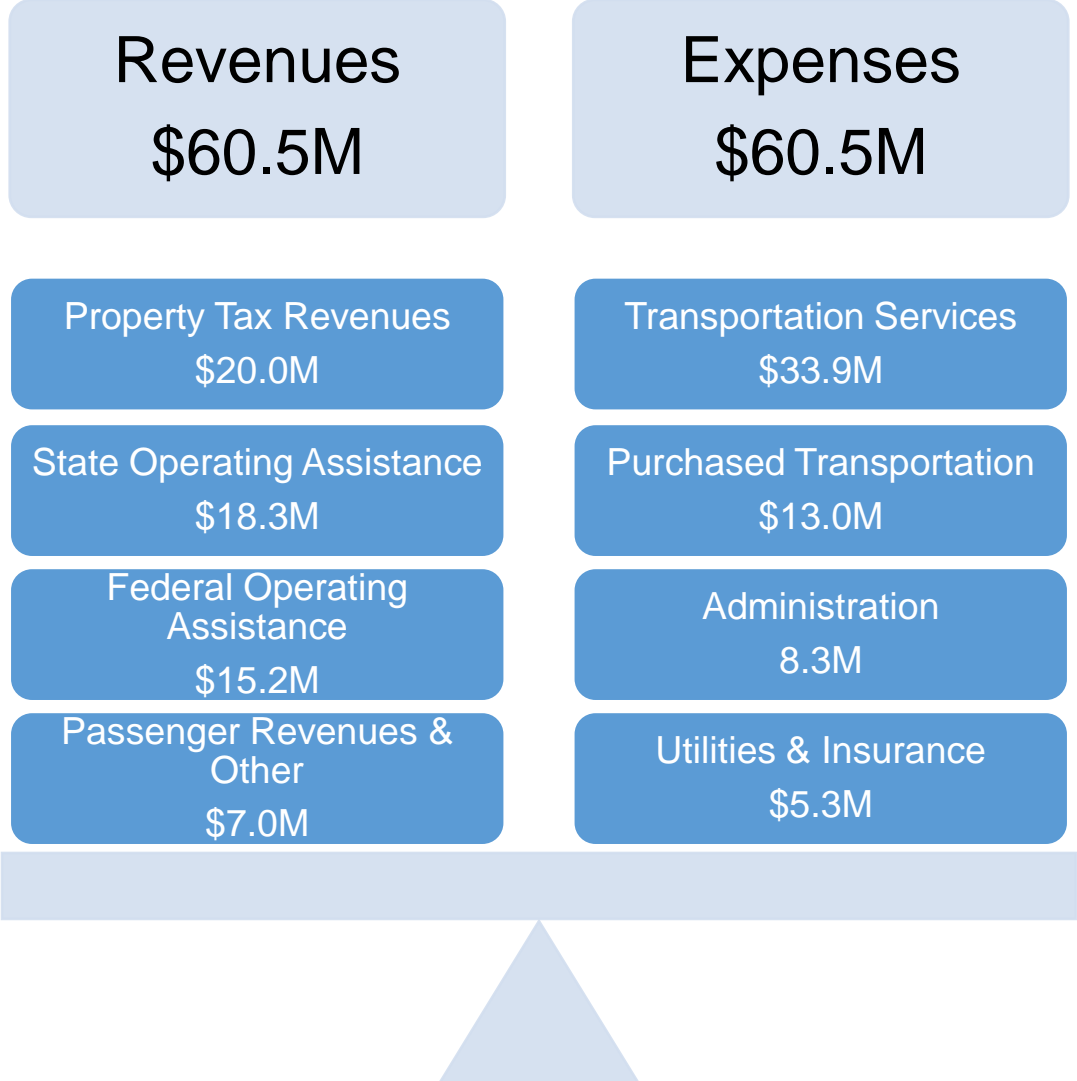 Revenues
$60.5M
Property Tax Revenues
$20.0M
State Operating Assistance
$18.3M
Federal Operating
Assistance
$15.2M
Passenger Revenues &
Other
$7.0M
Expenses
$60.5M
Transportation Services
$33.9M
Purchased Transportation
$13.0M
Administration
8.3M
Utilities & Insurance
$5.3M